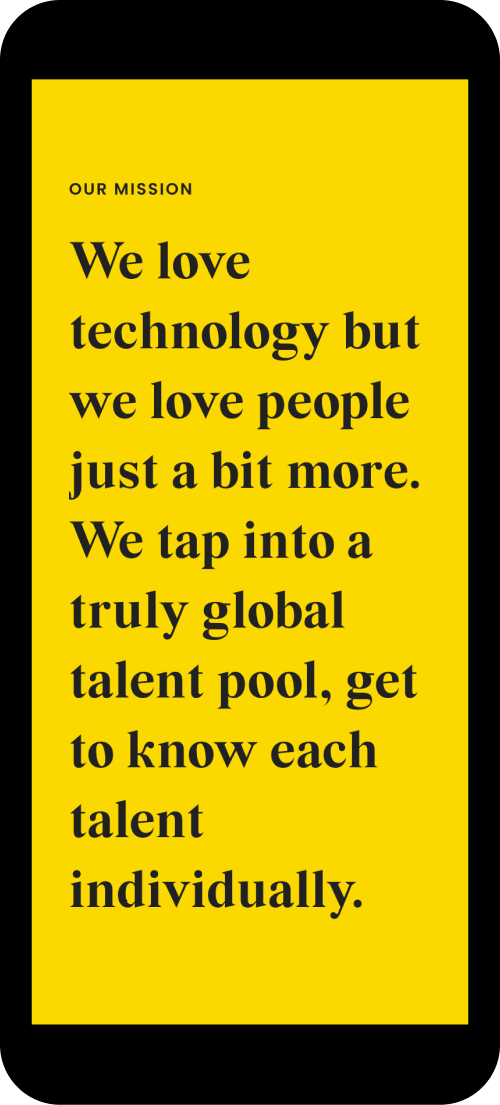 OUR MISSION
We love
technology but
we love people
just a bit more.
We tap into a
truly global
talent pool, get
to know each
talent
individually.